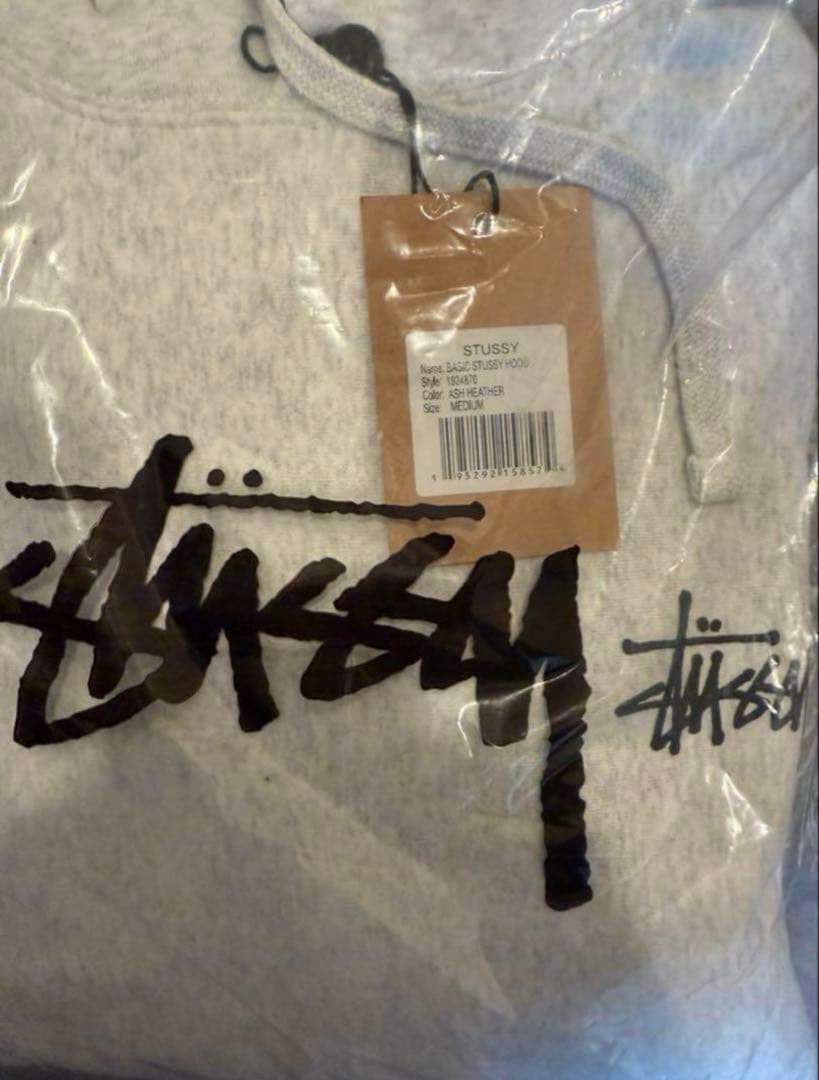 STUSSY
Name: BASIC STUSSY HOOD
Style: 1924876
Color: ASH HEATHER
Size: MEDIUM
stüssy
stüssy